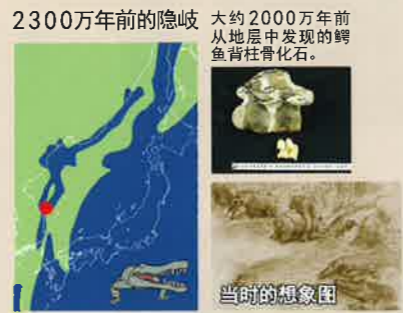 2300万年前的隐岐
大约2000万年前
从地层中发现的鳄
鱼背柱骨化石。
当时的想象图